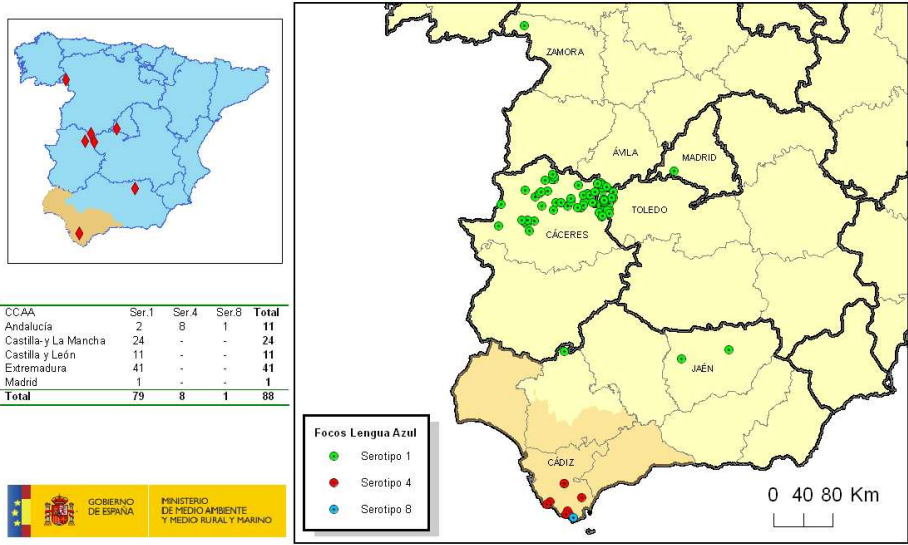 CCAA Ser.1 Ser.4 Ser.8 Total
Andalucía 2 8 1 11
Castilla-y La Mancha 24 - - 24
Castilla y León 11 - - 11
Extremadura 41 - - 41
Madrid 1 - - 1
Total 79 8 1 88
GOBIERNO
DE ESPAÑA
MINISTERIO
DE MEDIO AMBIENTE
Y MEDIO RURAL Y MARINO
ZAMORA
ÁVILA
MADRID
TOLEDO
CÁCERES
JAÉN
CÁDIZ
Focos Lengua Azul
Serotipo 1
Serotipo 4
Serotipo 8
0 40 80 Km